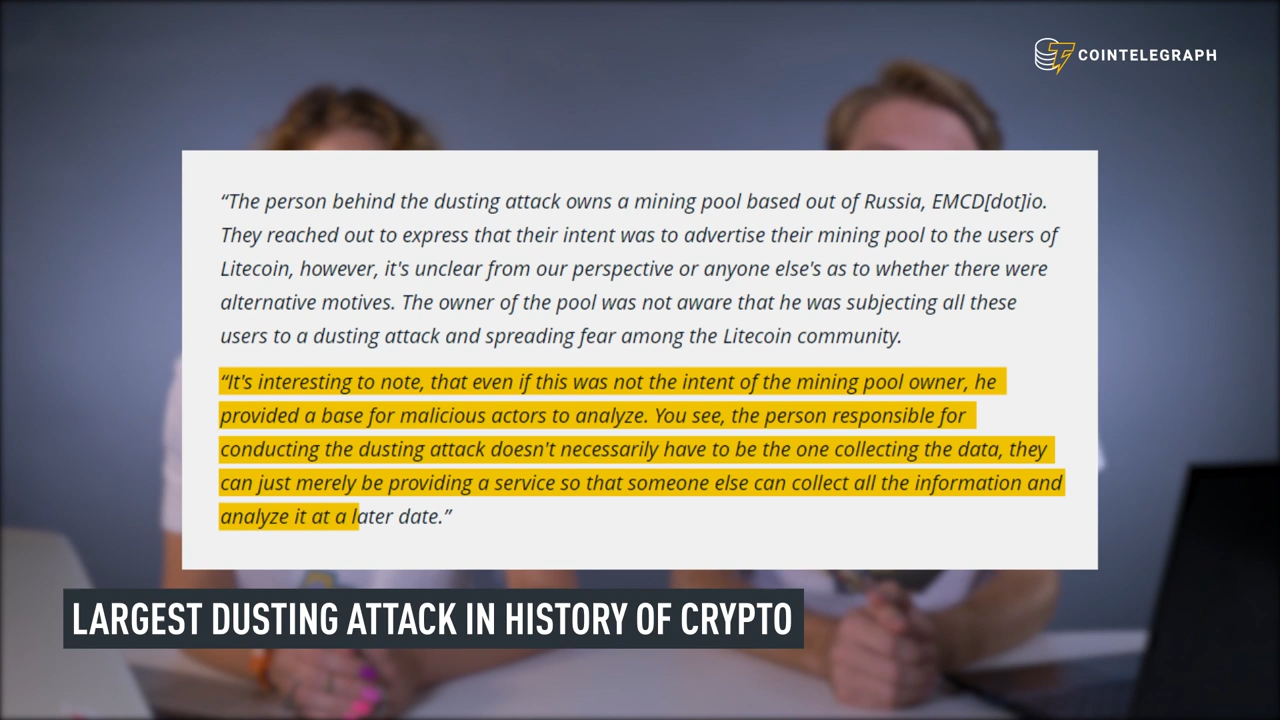 COINTELEGRAPH
“The person behind the dusting attack owns a mining pool based out of Russia, EMCD[dot]io.
They reached out to express that their intent was to advertise their mining pool to the users of
Litecoin, however, it's unclear from our perspective or anyone else's as to whether there were
alternative motives. The owner of the pool was not aware that he was subjecting all these
users to a dusting attack and spreading fear among the Litecoin community.
“It's interesting to note, that even if this was not the intent of the mining pool owner, he
provided a base for malicious actors to analyze. You see, the person responsible for
conducting the dusting attack doesn't necessarily have to be the one collecting the data, they
can just merely be providing a service so that someone else can collect all the information and
analyze it at a later date.”
LARGEST DUSTING ATTACK IN HISTORY OF CRYPTO